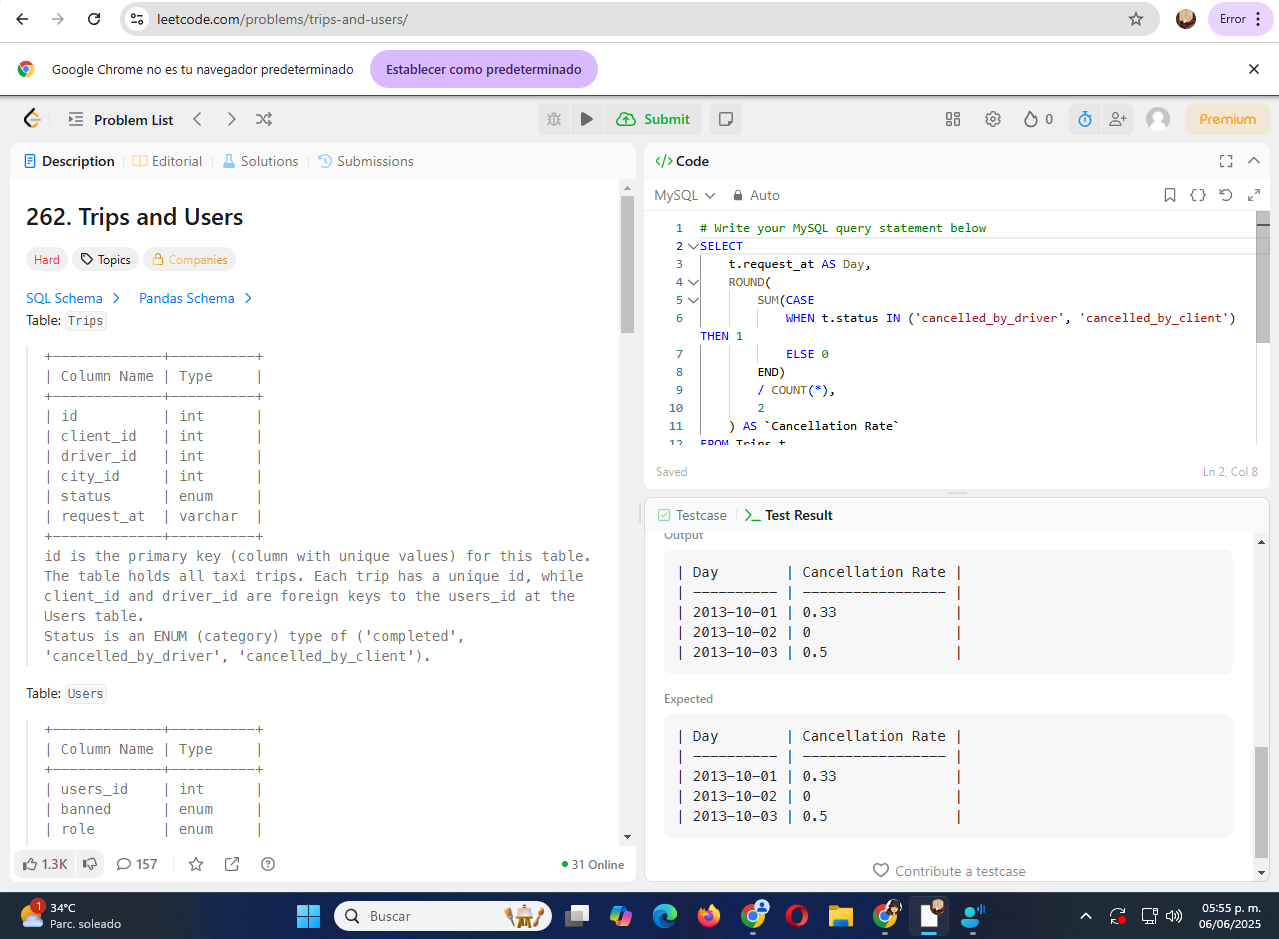 leetcode.com/problems/trips-and-users/
Error
Google Chrome no es tu navegador predeterminado
Establecer como predeterminado
Problem List
Submit
0
Premium
Description
Editorial
Solutions
Submissions
262. Trips and Users
Hard
Topics
Companies
SQL Schema
Pandas Schema
Table: Trips
+-------------+----------+
| Column Name | Type     |
+-------------+----------+
| id          | int      |
| client_id   | int      |
| driver_id   | int      |
| city_id     | int      |
| status      | enum     |
| request_at  | varchar  |
+-------------+----------+
id is the primary key (column with unique values) for this table.
The table holds all taxi trips. Each trip has a unique id, while
client_id and driver_id are foreign keys to the users_id at the
Users table.
Status is an ENUM (category) type of ('completed',
'cancelled_by_driver', 'cancelled_by_client').
Table: Users
+-------------+----------+
| Column Name | Type     |
+-------------+----------+
| users_id    | int      |
| banned      | enum     |
| role        | enum     |
1.3K
157
31 Online
</> Code
MySQL
Auto
1 # Write your MySQL query statement below
2 SELECT
3 t.request_at AS Day,
4 ROUND(
5 SUM(CASE
6 WHEN t.status IN ('cancelled_by_driver', 'cancelled_by_client')
THEN 1
7 ELSE 0
8 END)
9 / COUNT(*),
10 2
11 ) AS `Cancellation Rate`
12 FROM Trips t
Saved
Ln 2, Col 8
Testcase
Test Result
Output
| Day        | Cancellation Rate |
| ---------- | ----------------- |
| 2013-10-01 | 0.33              |
| 2013-10-02 | 0                 |
| 2013-10-03 | 0.5               |
Expected
| Day        | Cancellation Rate |
| ---------- | ----------------- |
| 2013-10-01 | 0.33              |
| 2013-10-02 | 0                 |
| 2013-10-03 | 0.5               |
Contribute a testcase
1
34°C
Parc. soleado
Buscar
05:55 p. m.
06/06/2025